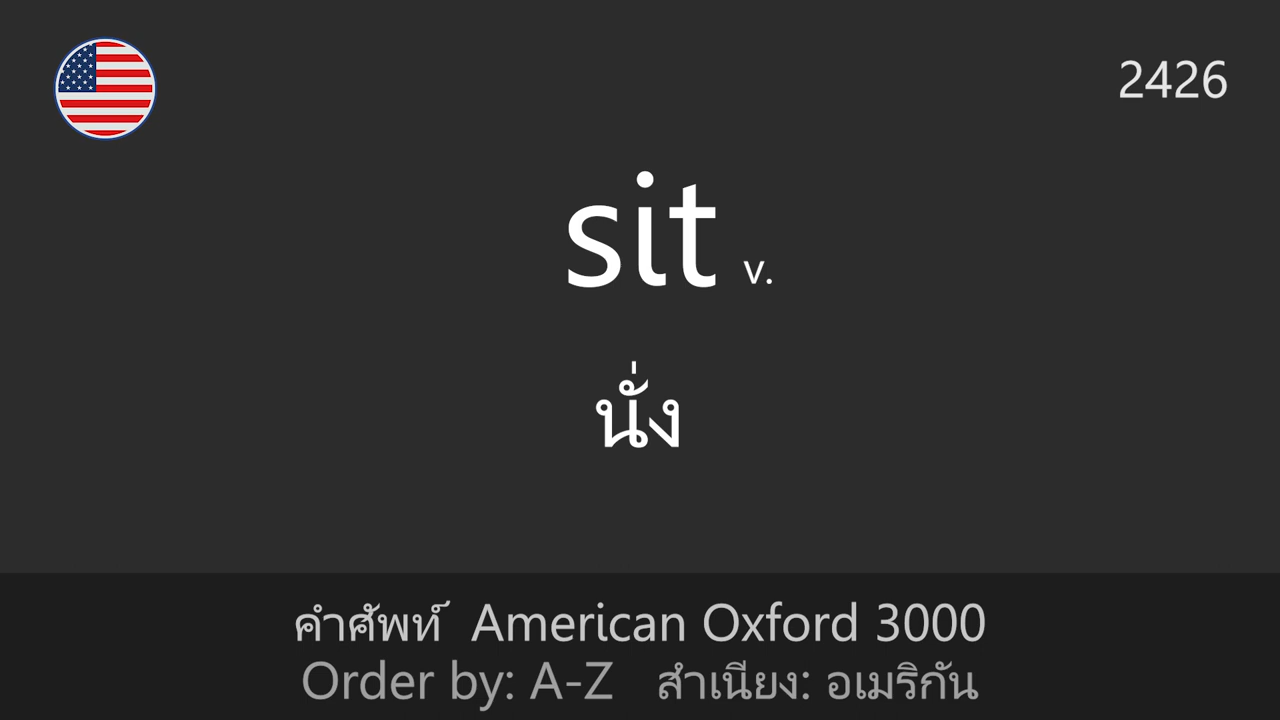 2426
sit v.
นั่ง
คำศัพท์ American Oxford 3000
Order by: A-Z สำเนียง: อเมริกัน